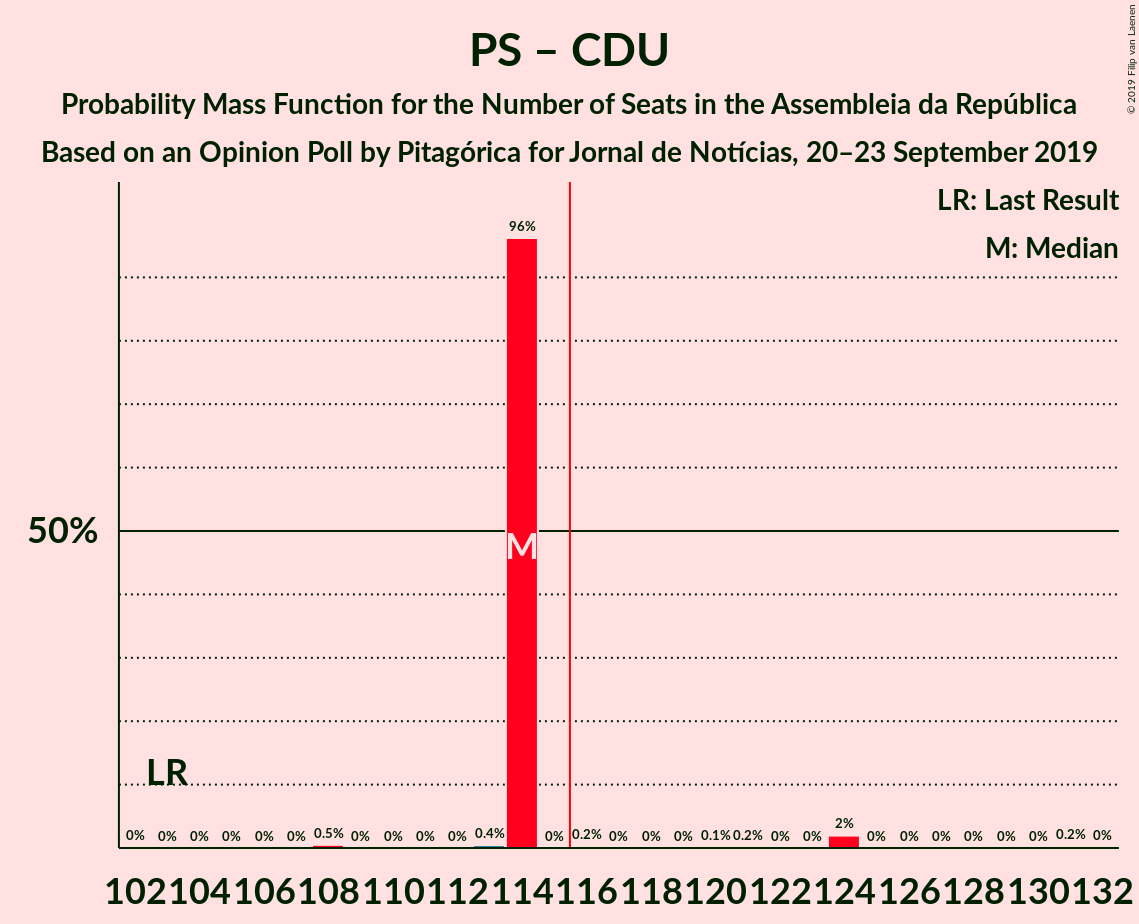 PS – CDU
Probability Mass Function for the Number of Seats in the Assembleia da República
Based on an Opinion Poll by Pitagórica for Jornal de Notícias, 20–23 September 2019
© 2019 Filip van Laenen
LR: Last Result
M: Median
96%
50%
M
LR
0% 0% 0% 0% 0% 0% 0.5% 0% 0% 0% 0% 0.4% 0% 0.2% 0% 0% 0% 0.1% 0.2% 0% 0% 2% 0% 0% 0% 0% 0% 0% 0.2% 0%
102 104 106 108 110 112 114 116 118 120 122 124 126 128 130 132